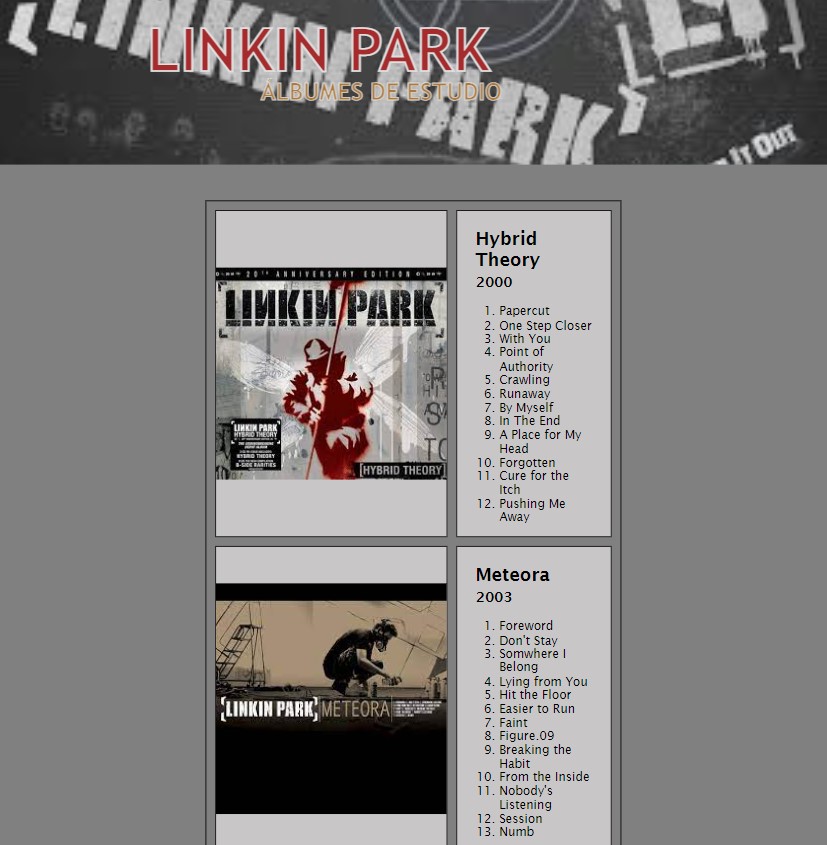 LINKIN PARK
ÁLBUMES DE ESTUDIO
LINKIN PARK
IT OUT
20TH ANNIVERSARY EDITION
LINKIN PARK
LINKIN PARK
HYBRID THEORY
HYBRID THEORY
B-SIDE RARITIES
[HYBRID THEORY]
Hybrid
Theory
2000
1. Papercut
2. One Step Closer
3. With You
4. Point of
Authority
5. Crawling
6. Runaway
7. By Myself
8. In The End
9. A Place for My
Head
10. Forgotten
11. Cure for the
Itch
12. Pushing Me
Away
[LINKIN PARK] METEORA
Meteora
2003
1. Foreword
2. Don't Stay
3. Somwhere I
Belong
4. Lying from You
5. Hit the Floor
6. Easier to Run
7. Faint
8. Figure.09
9. Breaking the
Habit
10. From the Inside
11. Nobody's
Listening
12. Session
13. Numb